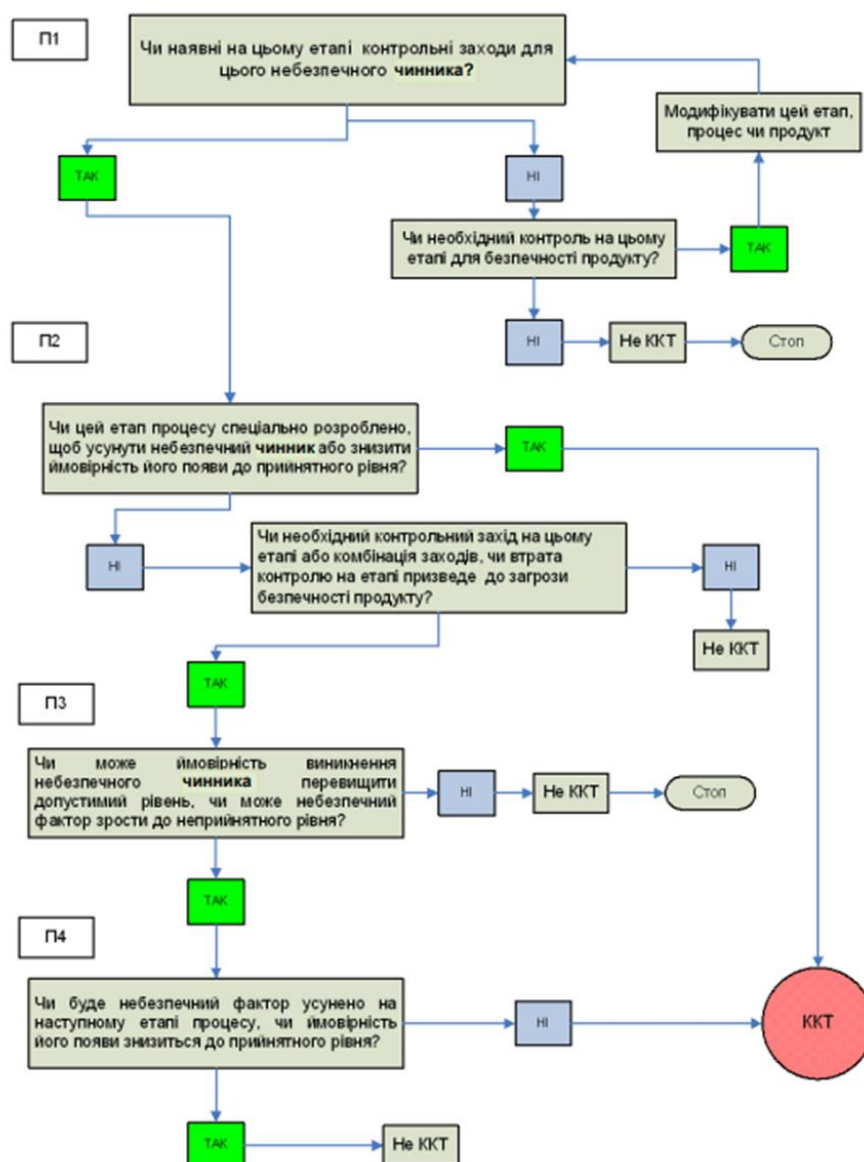 П1
Чи наявні на цьому етапі контрольні заходи для
цього небезпечного чинника?
Модифікувати цей етап,
процес чи продукт
ТАК
НІ
Чи необхідний контроль на цьому
етапі для безпечності продукту?
ТАК
НІ
Не ККТ
Стоп
П2
Чи цей етап процесу спеціально розроблено,
щоб усунути небезпечний чинник або знизити
ймовірність його появи до прийнятого рівня?
ТАК
НІ
Чи необхідний контрольний захід на цьому
етапі або комбінація заходів, чи втрата
контролю на етапі призведе до загрози
безпечності продукту?
НІ
Не ККТ
ТАК
П3
Чи може ймовірність виникнення
небезпечного чинника перевищити
допустимий рівень, чи може небезпечний
фактор зрости до неприйнятого рівня?
НІ
Не ККТ
Стоп
ТАК
П4
Чи буде небезпечний фактор усунено на
наступному етапі процесу, чи ймовірність
його появи знизиться до прийнятого рівня?
НІ
ККТ
ТАК
Не ККТ